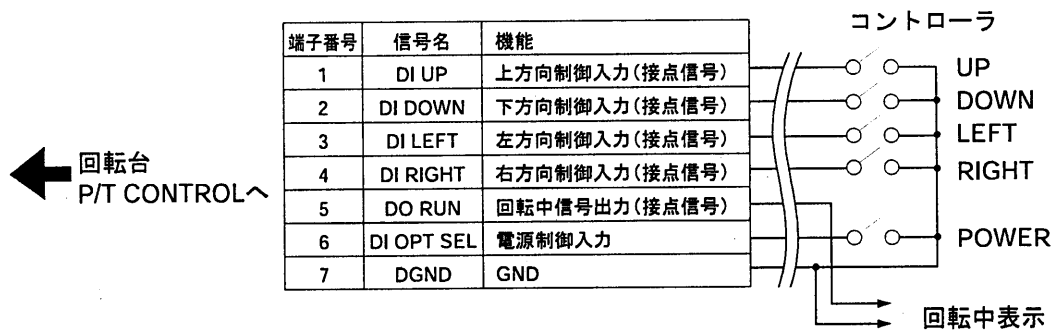 コントローラ
端子番号 信号名 機能
1 DI UP 上方向制御入力(接点信号) UP
2 DI DOWN 下方向制御入力(接点信号) DOWN
3 DI LEFT 左方向制御入力(接点信号) LEFT
4 DI RIGHT 右方向制御入力(接点信号) RIGHT
5 DO RUN 回転中信号出力(接点信号)
6 DI OPT SEL 電源制御入力 POWER
7 DGND GND
回転台
P/T CONTROLへ
回転中表示